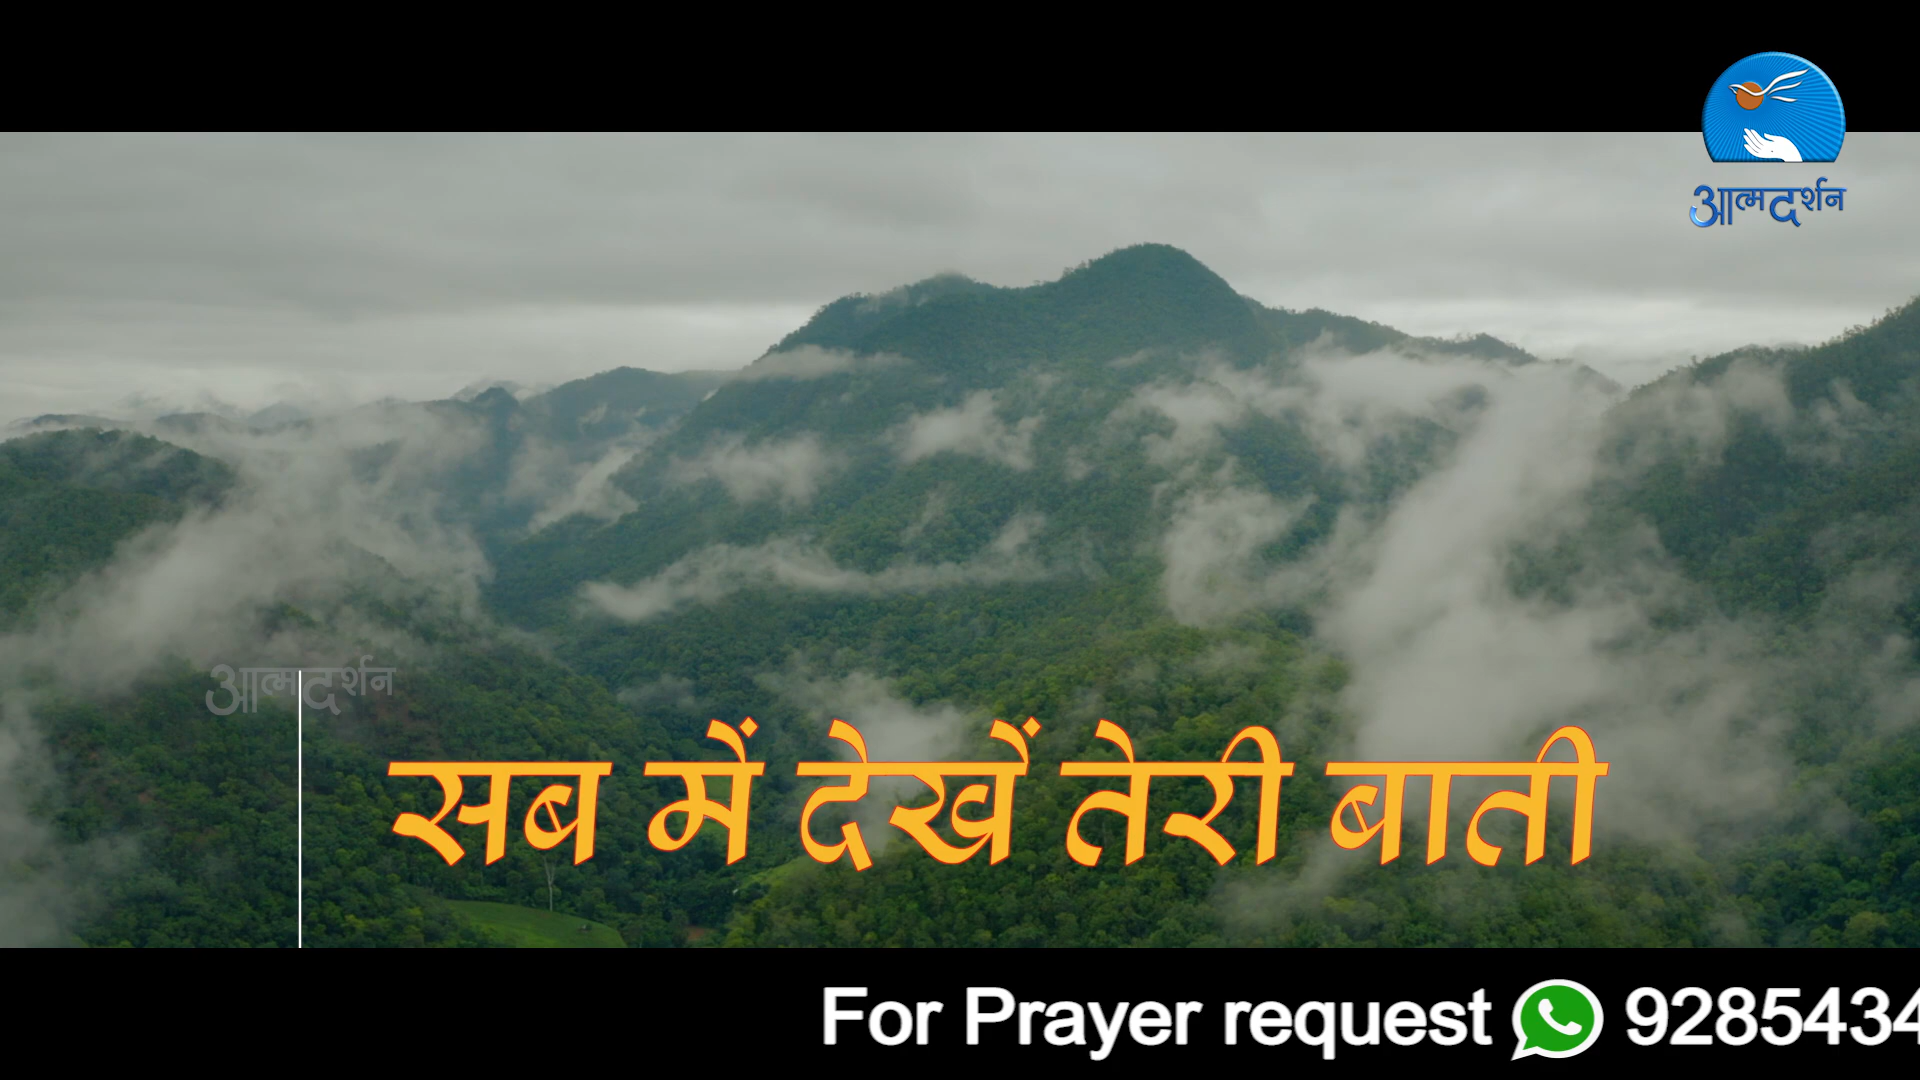 आत्मदर्शन
आत्मदर्शन
सब में देखें तेरी बाती
For Prayer request 9285434